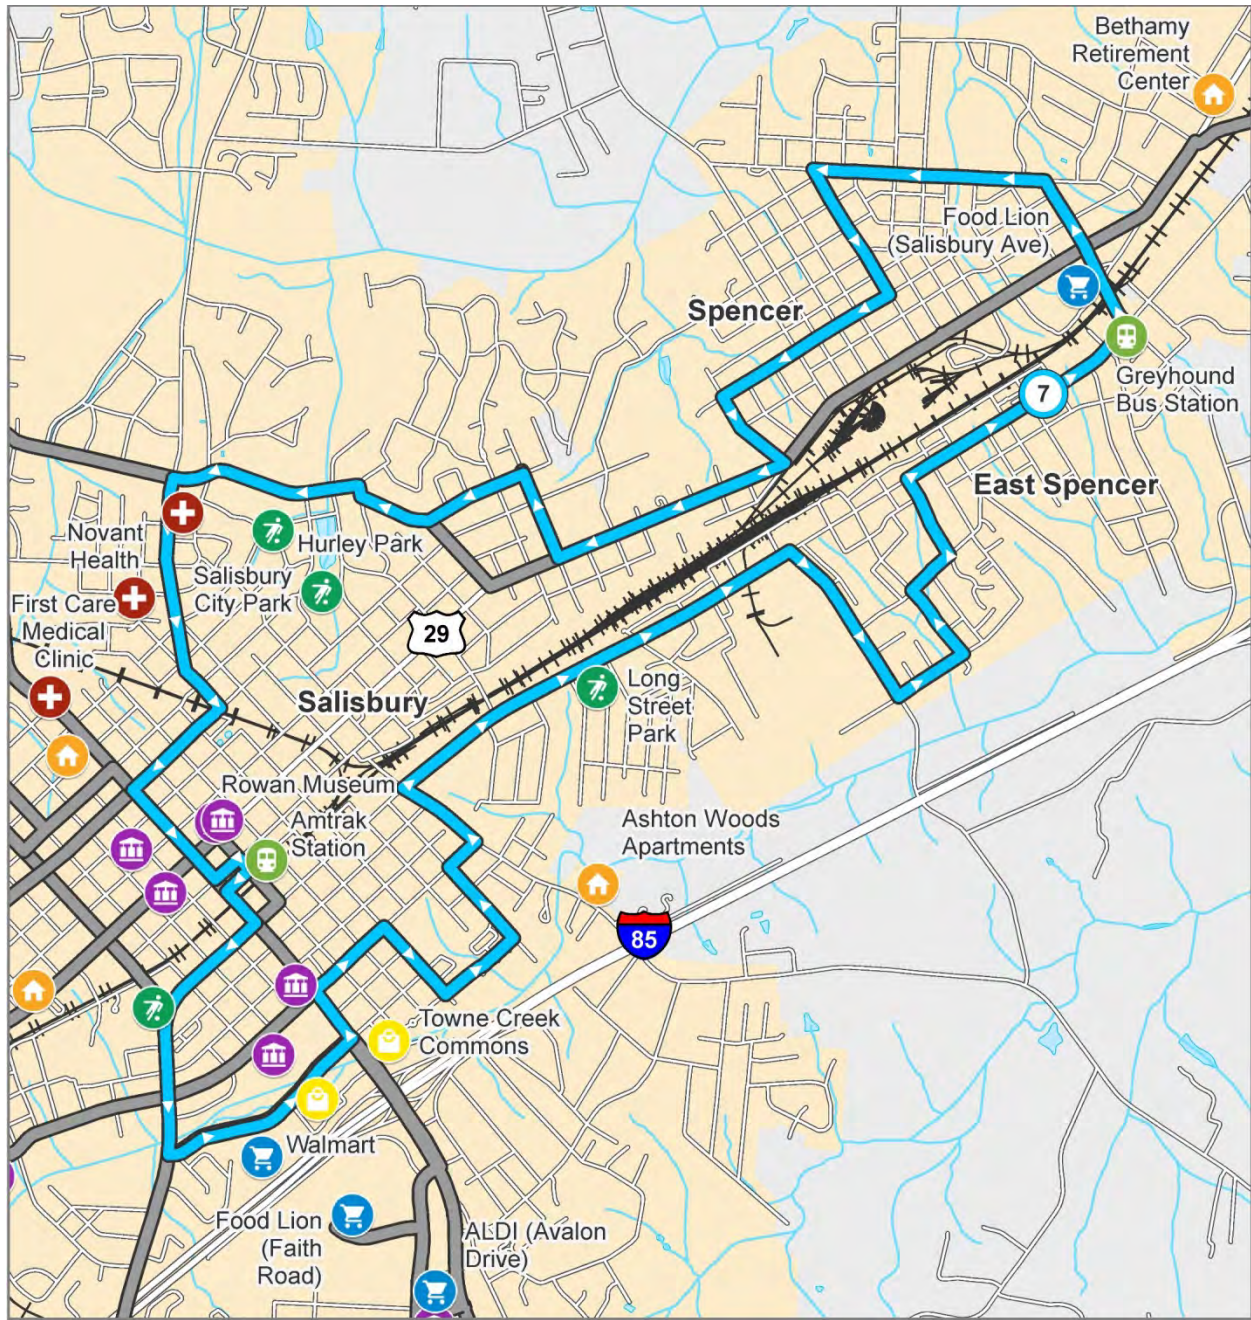 Bethamy
Retirement
Center
Food Lion
(Salisbury Ave)
Spencer
Greyhound
Bus Station
7
East Spencer
Novant
Health
Hurley Park
Salisbury
City Park
First Care
Medical
Clinic
29
Salisbury
Long
Street
Park
Rowan Museum
Amtrak
Station
Ashton Woods
Apartments
85
Towne Creek
Commons
Walmart
Food Lion
(Faith
Road)
ALDI (Avalon
Drive)